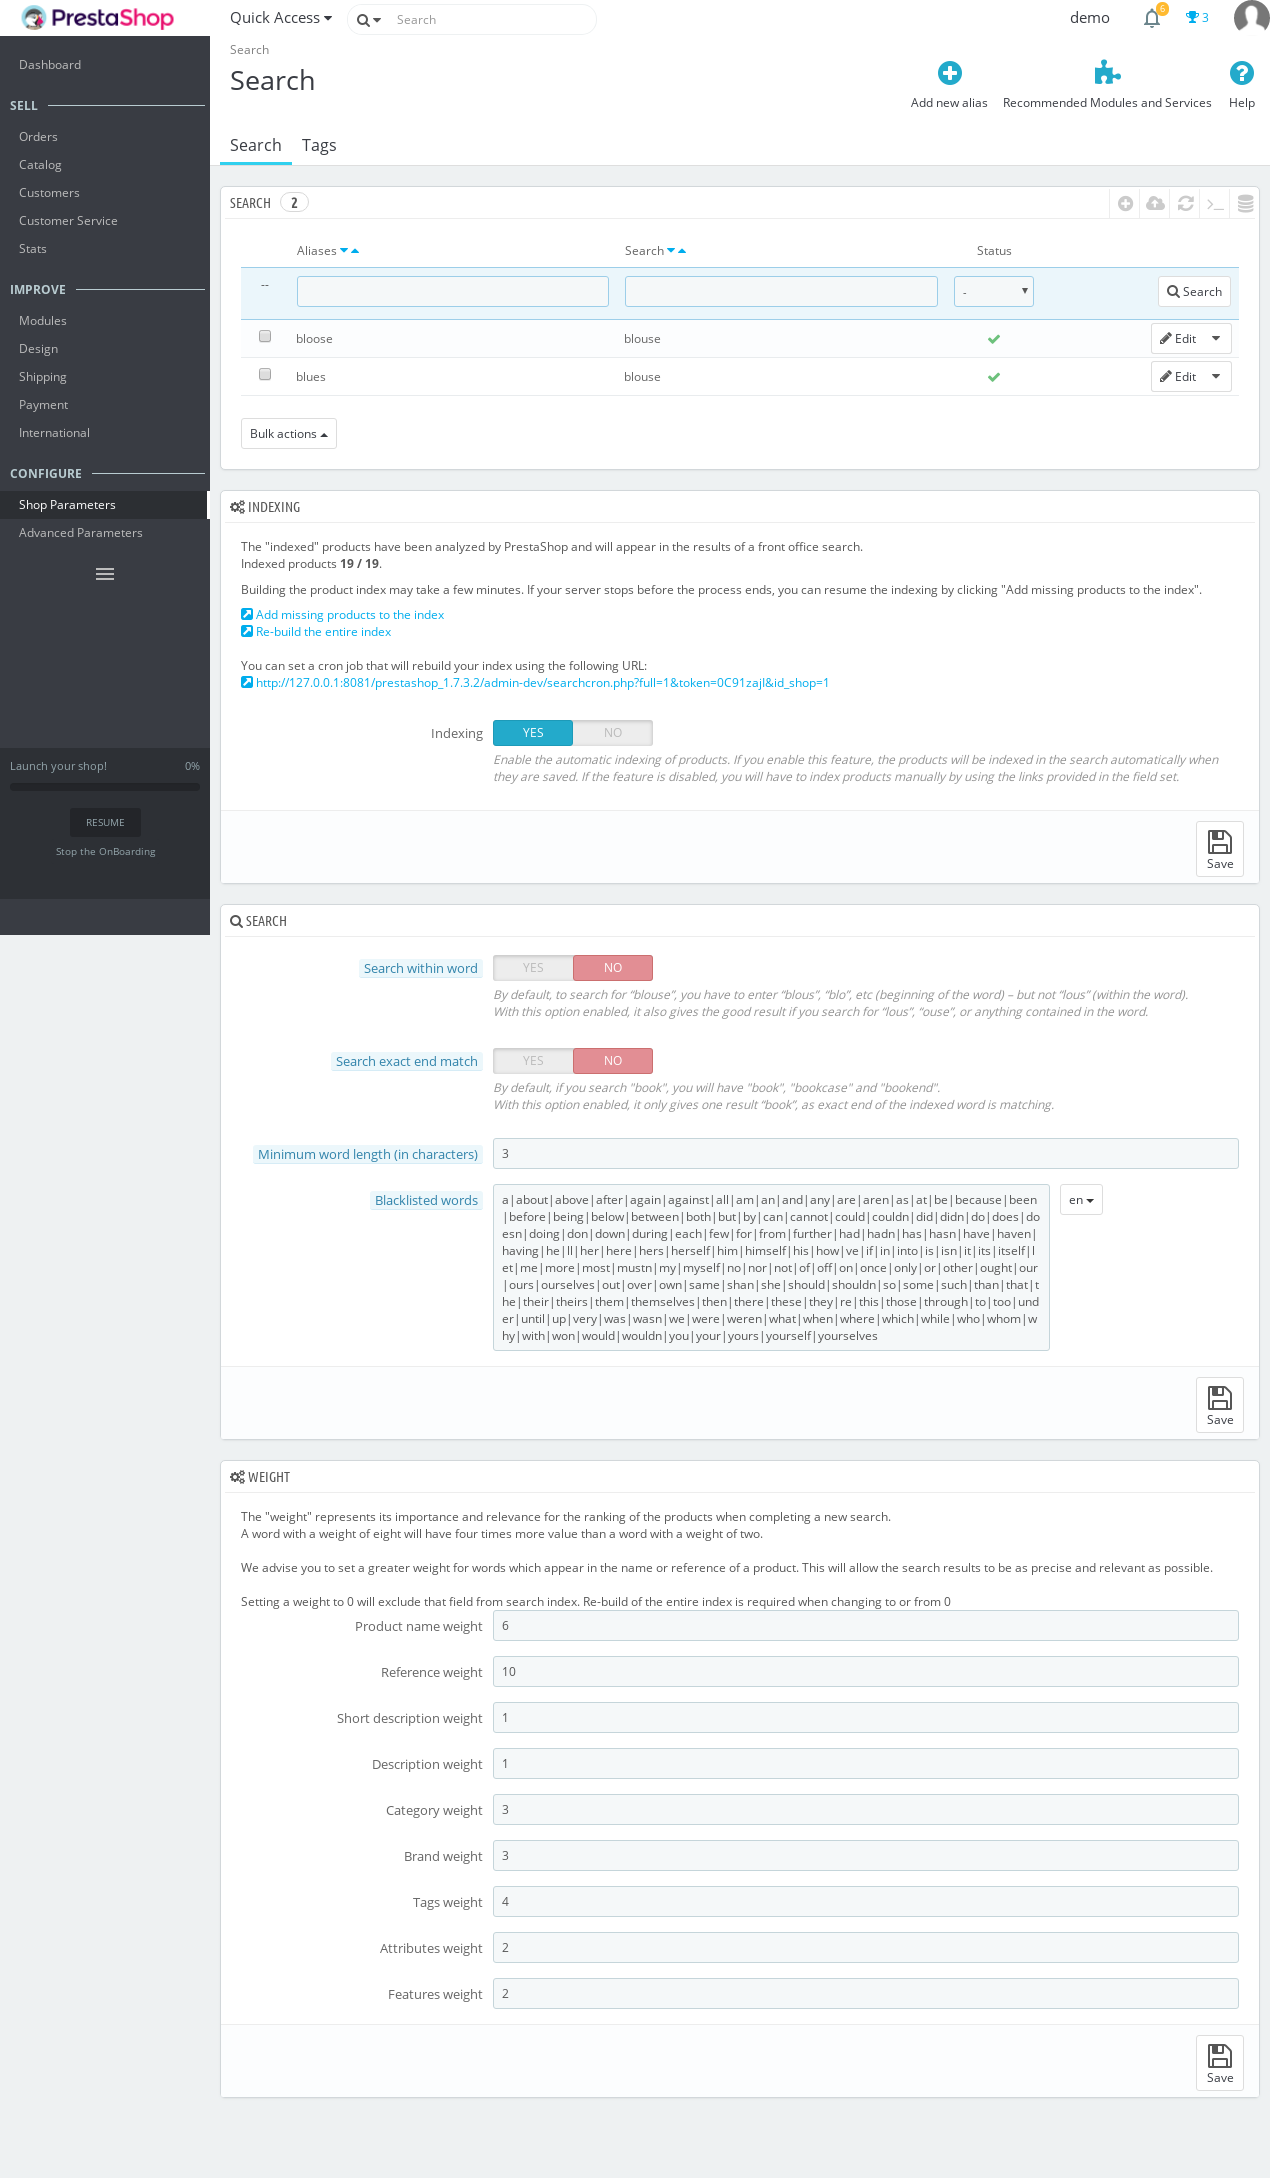 PrestaShop
Quick Access
Search
demo
6
3
Search
Search
Add new alias
Recommended Modules and Services
Help
Search
Tags
Dashboard
SELL
Orders
Catalog
Customers
Customer Service
Stats
IMPROVE
Modules
Design
Shipping
Payment
International
CONFIGURE
Shop Parameters
Advanced Parameters
Launch your shop! 0%
RESUME
Stop the OnBoarding
SEARCH 2
Aliases Search Status
-- - Search
bloose blouse Edit
blues blouse Edit
Bulk actions
INDEXING
The "indexed" products have been analyzed by PrestaShop and will appear in the results of a front office search.
Indexed products 19 / 19.
Building the product index may take a few minutes. If your server stops before the process ends, you can resume the indexing by clicking "Add missing products to the index".
Add missing products to the index
Re-build the entire index
You can set a cron job that will rebuild your index using the following URL:
http://127.0.0.1:8081/prestashop_1.7.3.2/admin-dev/searchcron.php?full=1&token=0C91zajI&id_shop=1
Indexing YES NO
Enable the automatic indexing of products. If you enable this feature, the products will be indexed in the search automatically when
they are saved. If the feature is disabled, you will have to index products manually by using the links provided in the field set.
Save
SEARCH
Search within word YES NO
By default, to search for “blouse”, you have to enter “blous”, “blo”, etc (beginning of the word) – but not “lous” (within the word).
With this option enabled, it also gives the good result if you search for “lous”, “ouse”, or anything contained in the word.
Search exact end match YES NO
By default, if you search "book", you will have "book", "bookcase" and "bookend".
With this option enabled, it only gives one result “book”, as exact end of the indexed word is matching.
Minimum word length (in characters) 3
Blacklisted words
a|about|above|after|again|against|all|am|an|and|any|are|aren|as|at|be|because|been
|before|being|below|between|both|but|by|can|cannot|could|couldn|did|didn|do|does|do
esn|doing|don|down|during|each|few|for|from|further|had|hadn|has|hasn|have|haven|
having|he|ll|her|here|hers|herself|him|himself|his|how|ve|if|in|into|is|isn|it|its|itself|l
et|me|more|most|mustn|my|myself|no|nor|not|of|off|on|once|only|or|other|ought|our
|ours|ourselves|out|over|own|same|shan|she|should|shouldn|so|some|such|than|that|t
he|their|theirs|them|themselves|then|there|these|they|re|this|those|through|to|too|und
er|until|up|very|was|wasn|we|were|weren|what|when|where|which|while|who|whom|w
hy|with|won|would|wouldn|you|your|yours|yourself|yourselves
en
Save
WEIGHT
The "weight" represents its importance and relevance for the ranking of the products when completing a new search.
A word with a weight of eight will have four times more value than a word with a weight of two.
We advise you to set a greater weight for words which appear in the name or reference of a product. This will allow the search results to be as precise and relevant as possible.
Setting a weight to 0 will exclude that field from search index. Re-build of the entire index is required when changing to or from 0
Product name weight 6
Reference weight 10
Short description weight 1
Description weight 1
Category weight 3
Brand weight 3
Tags weight 4
Attributes weight 2
Features weight 2
Save